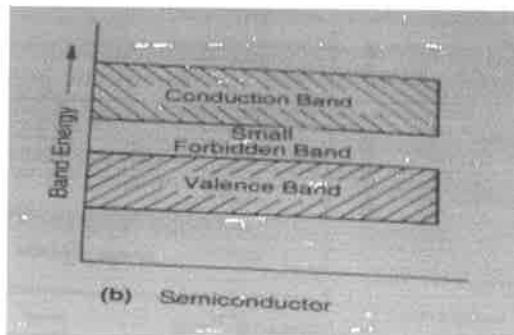 Conduction Band
Small
Forbidden Band
Valence Band
Band Energy
(b) Semiconductor